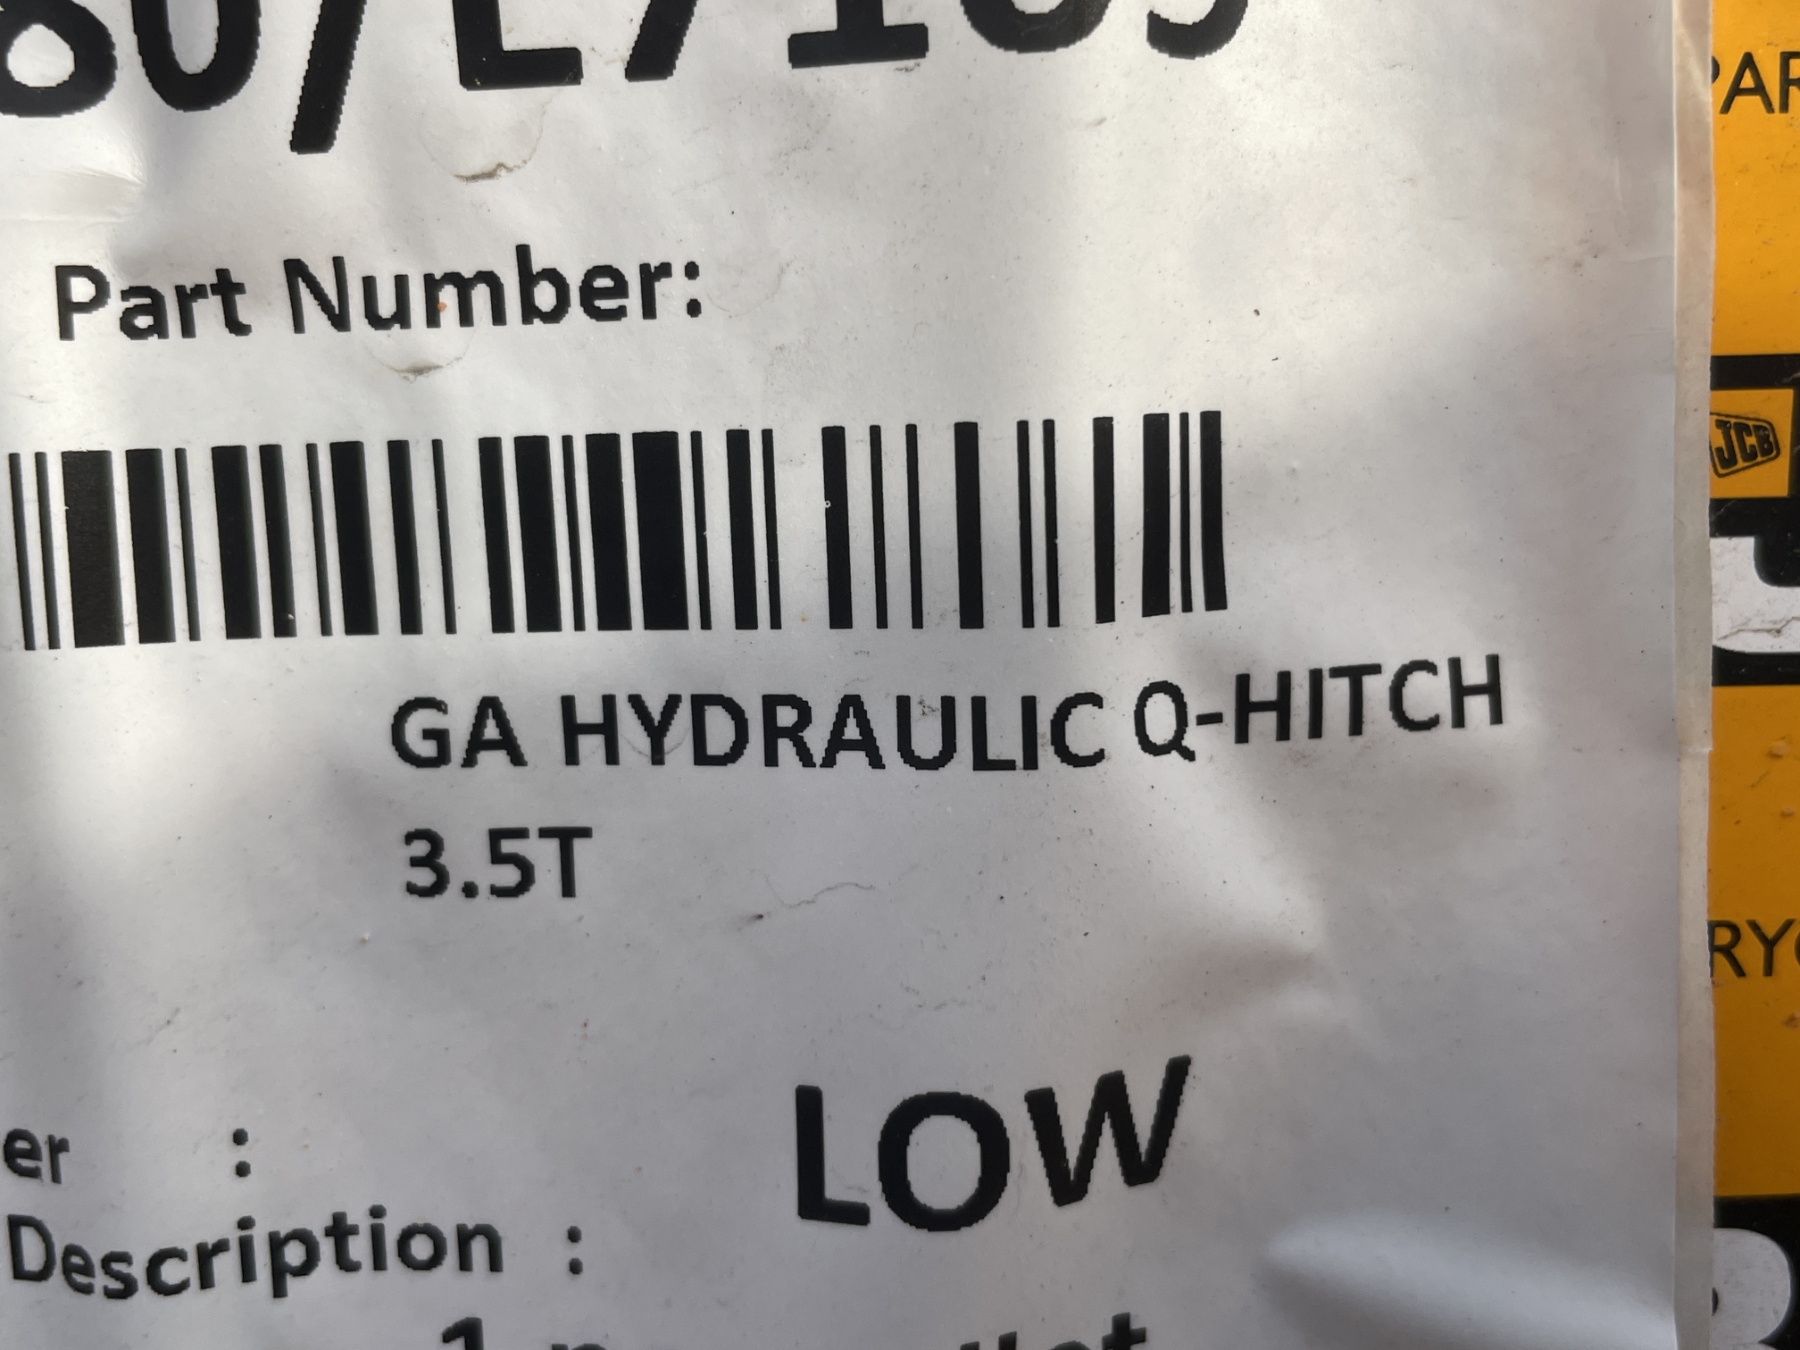 Part Number:
GA HYDRAULIC Q-HITCH
3.5T
LOW
er :
Description :
JCB